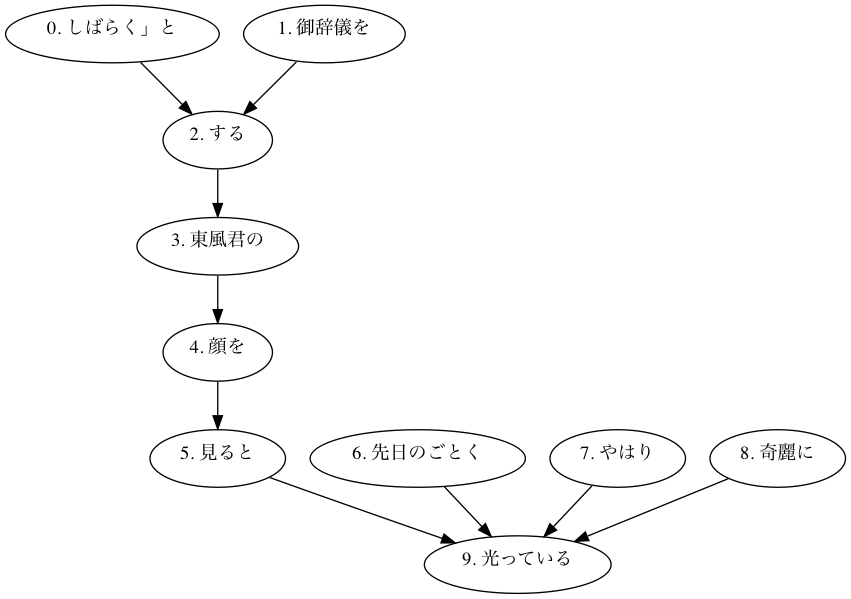 0. しばらく」と
1. 御辞儀を
2. する
3. 東風君の
4. 顔を
5. 見ると
6. 先日のごとく
7. やはり
8. 奇麗に
9. 光っている